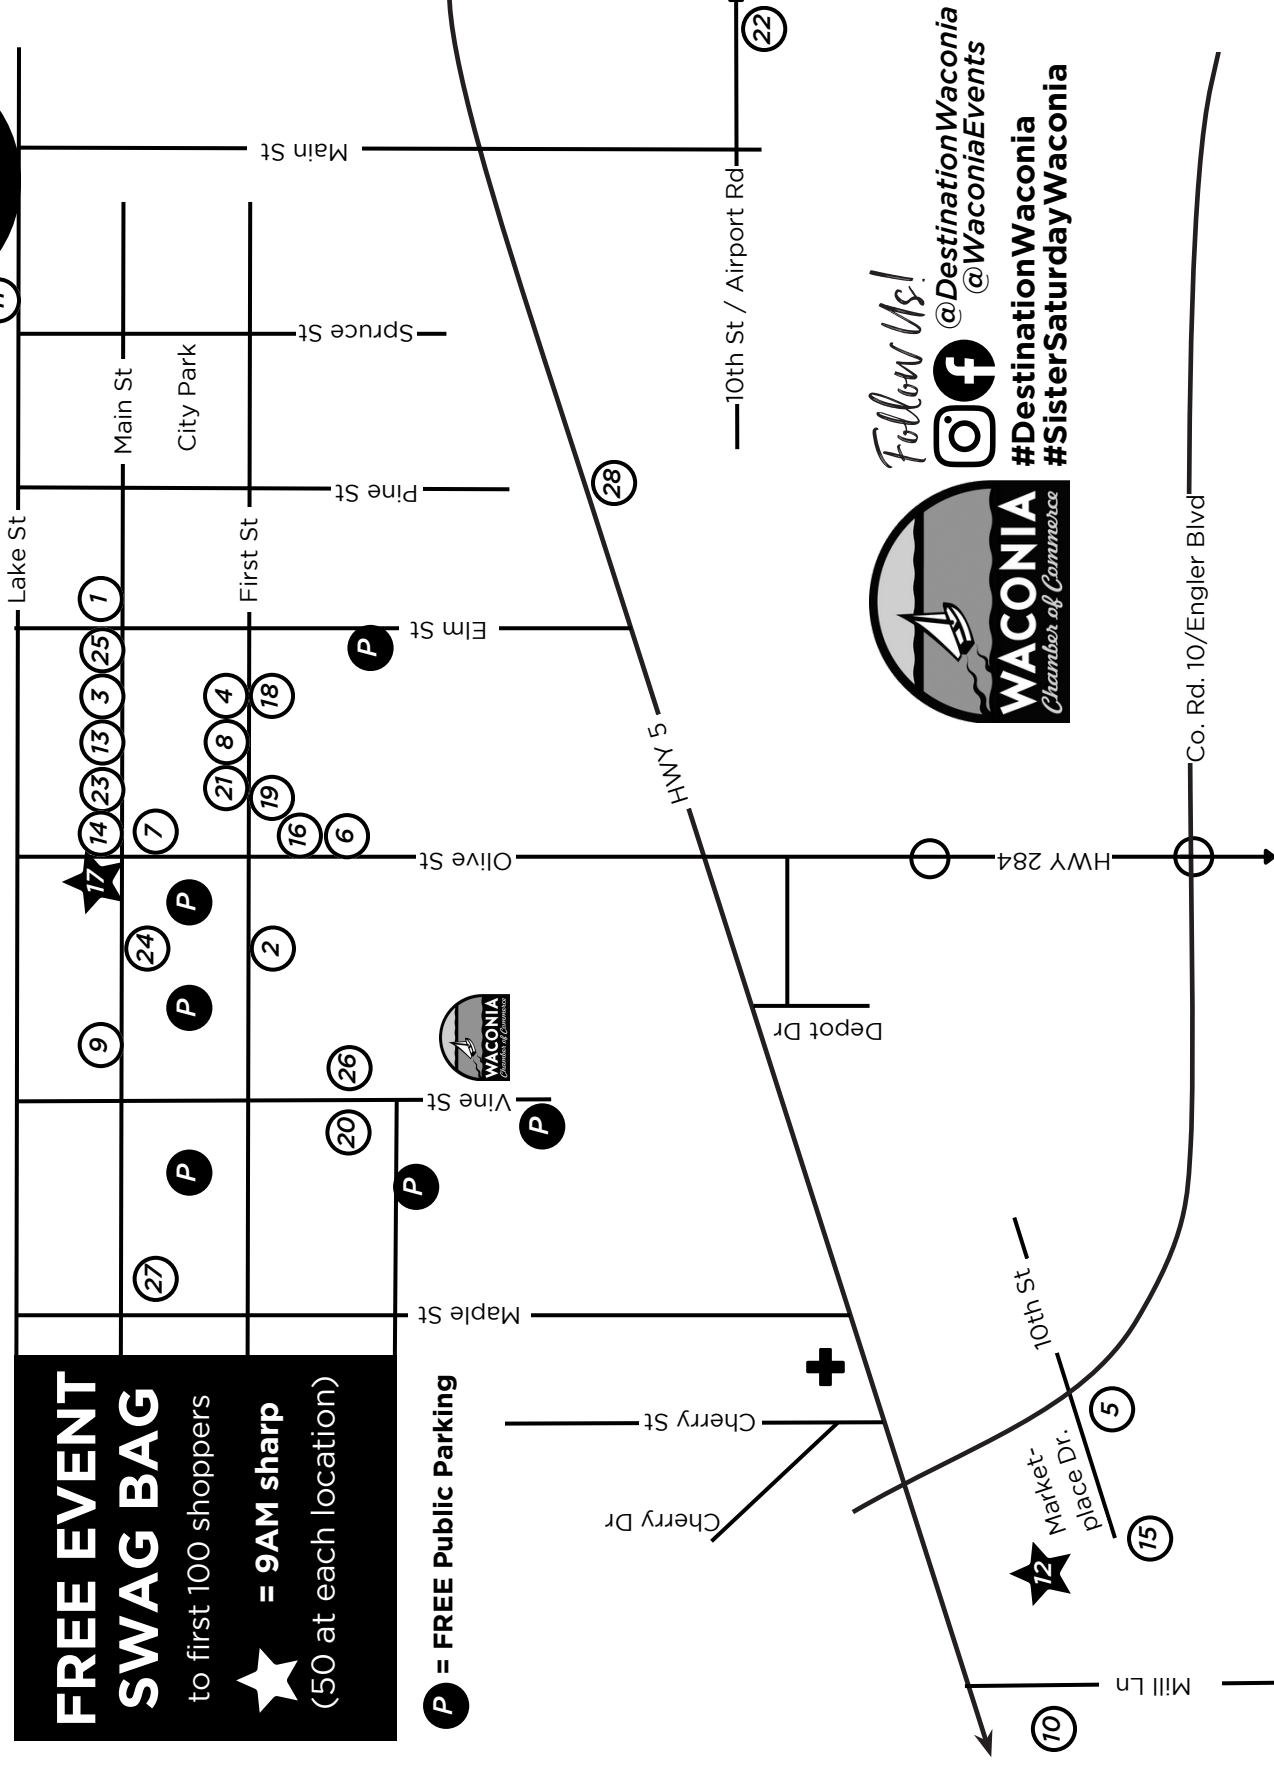 FREE EVENT
SWAG BAG
to first 100 shoppers
= 9AM sharp
(50 at each location)
P = FREE Public Parking
Lake St
Main St
City Park
First St
Main St
Spruce St
Pine St
Elm St
Olive St
Vine St
Maple St
Cherry St
Cherry Dr
Depot Dr
HWY 5
HWY 284
10th St / Airport Rd
Co. Rd. 10/Engler Blvd
10th St
Market-
place Dr.
Mill Ln
27
9
24
17
14
23
13
3
25
1
7
21
8
4
18
19
16
6
2
20
26
28
22
5
15
12
10
P
P
P
P
P
P
WACONIA
Chamber of Commerce
WACONIA
Chamber of Commerce
Follow Us!
@DestinationWaconia
@WaconiaEvents
#DestinationWaconia
#SisterSaturdayWaconia